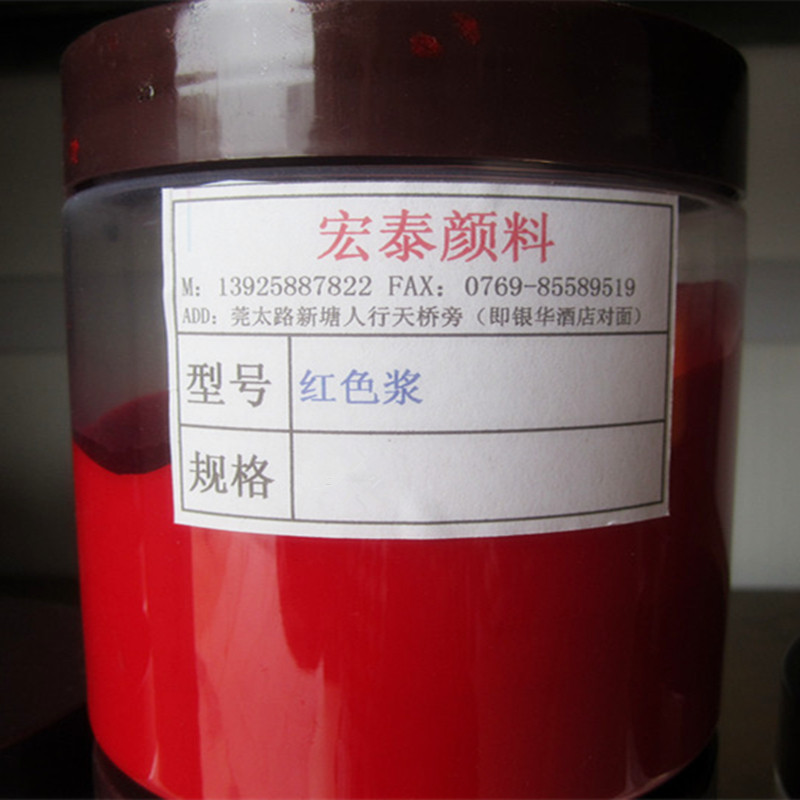 宏泰颜料
M: 13925887822 FAX: 0769-85589519
ADD: 莞太路新塘人行天桥旁（即银华酒店对面）
型号 红色浆
规格